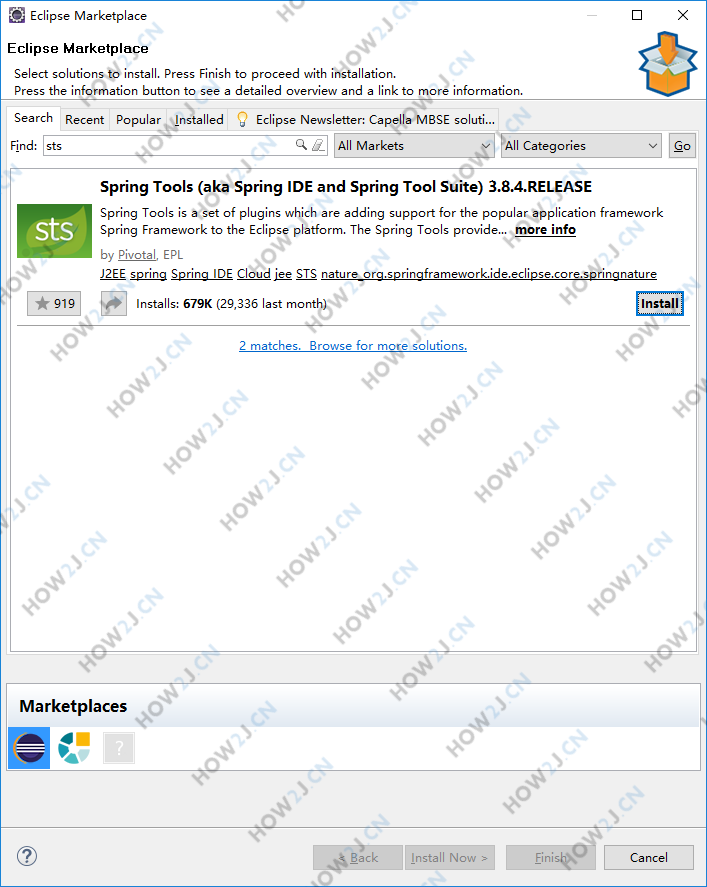 Eclipse Marketplace
Eclipse Marketplace
Select solutions to install. Press Finish to proceed with installation.
Press the information button to see a detailed overview and a link to more information.
Search Recent Popular Installed Eclipse Newsletter: Capella MBSE soluti...
Find: sts All Markets All Categories Go
Spring Tools (aka Spring IDE and Spring Tool Suite) 3.8.4.RELEASE
sts
Spring Tools is a set of plugins which are adding support for the popular application framework
Spring Framework to the Eclipse platform. The Spring Tools provide... more info
by Pivotal, EPL
J2EE spring Spring IDE Cloud jee STS nature_org.springframework.ide.eclipse.core.springnature
919 Installs: 679K (29,336 last month) Install
2 matches. Browse for more solutions.
Marketplaces
?
? < Back Install Now > Finish Cancel
HOW2J.CN